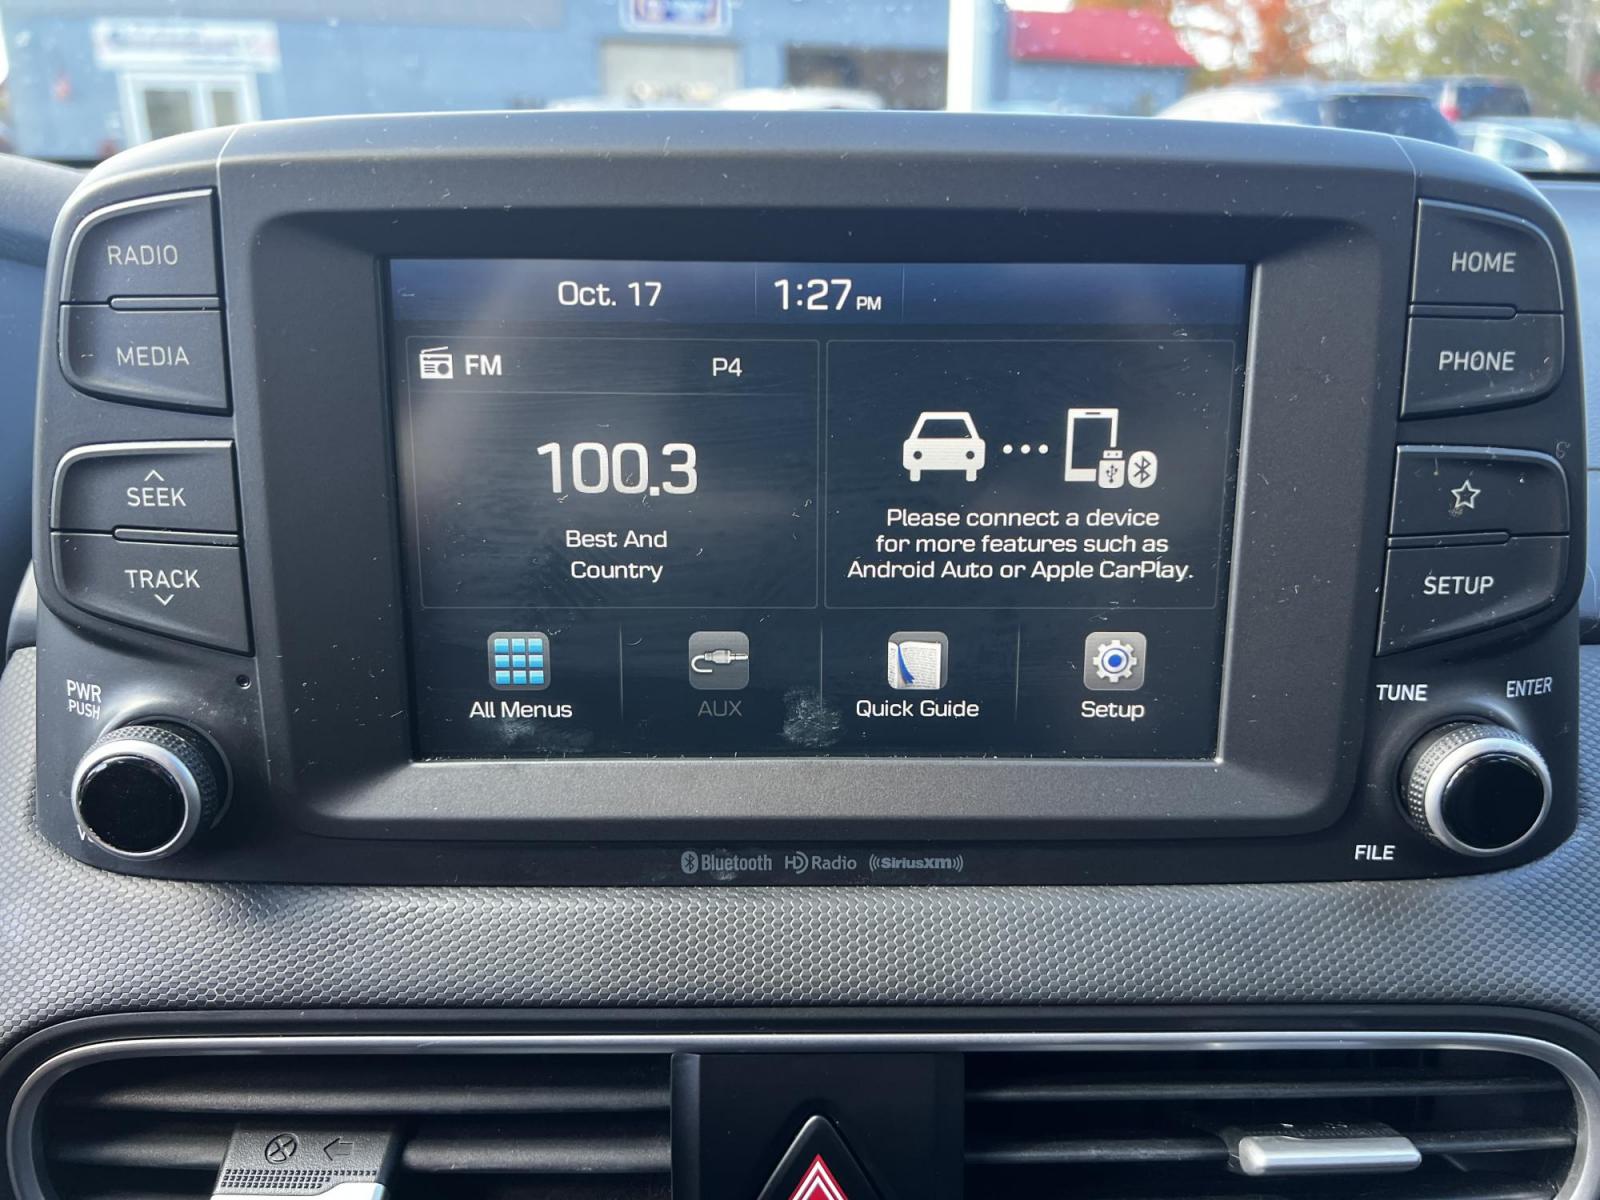 RADIO
MEDIA
SEEK
TRACK
PWR
PUSH
Oct. 17
1:27 PM
FM
P4
100.3
Best And
Country
Please connect a device
for more features such as
Android Auto or Apple CarPlay.
All Menus
AUX
Quick Guide
Setup
HOME
PHONE
SETUP
TUNE
ENTER
FILE
Bluetooth
HD Radio
SiriusXM